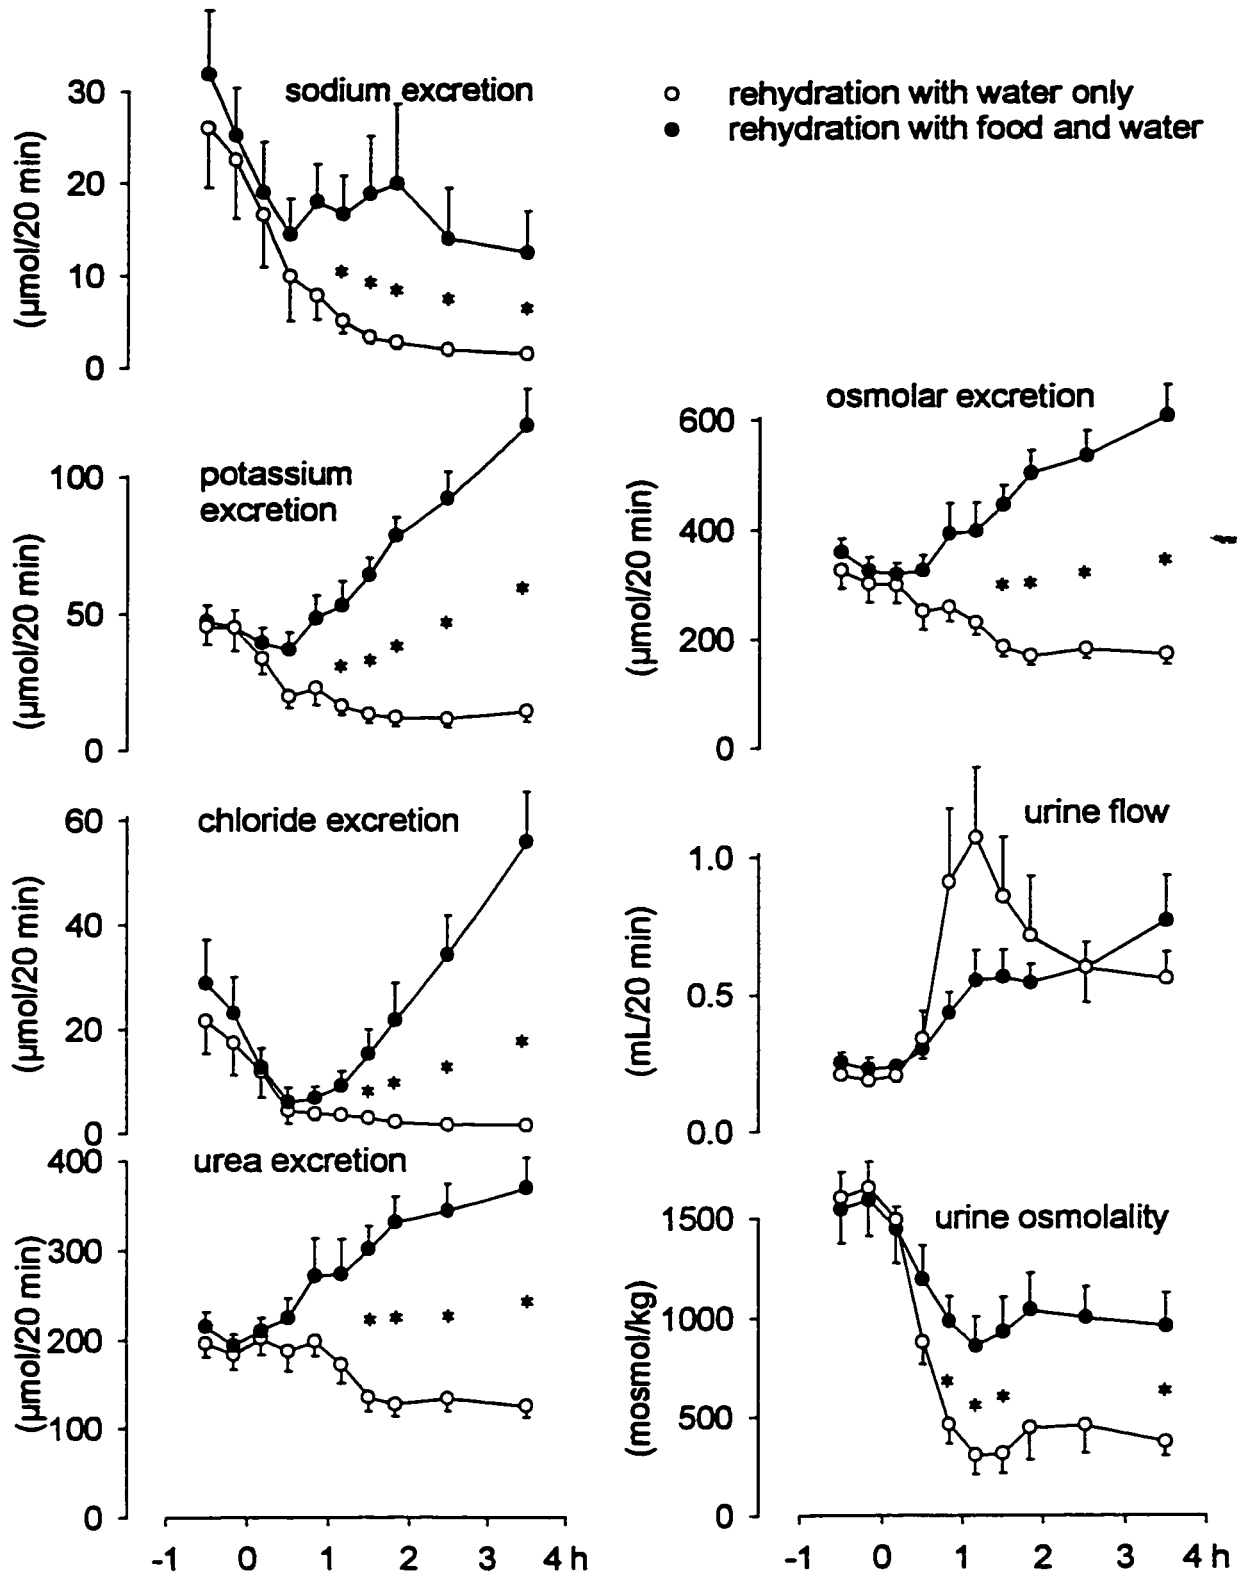 sodium excretion
30
20
10
0
(µmol/20 min)
* * * * *
○ rehydration with water only
● rehydration with food and water
potassium
excretion
100
50
0
(µmol/20 min)
* * * * *
osmolar excretion
600
400
200
0
(µmol/20 min)
* * * *
chloride excretion
60
40
20
0
(µmol/20 min)
* * * *
urine flow
1.0
0.5
0.0
(mL/20 min)
urea excretion
400
300
200
100
0
(µmol/20 min)
* * * *
-1 0 1 2 3 4 h
urine osmolality
1500
1000
500
0
(mosmol/kg)
* * * *
-1 0 1 2 3 4 h